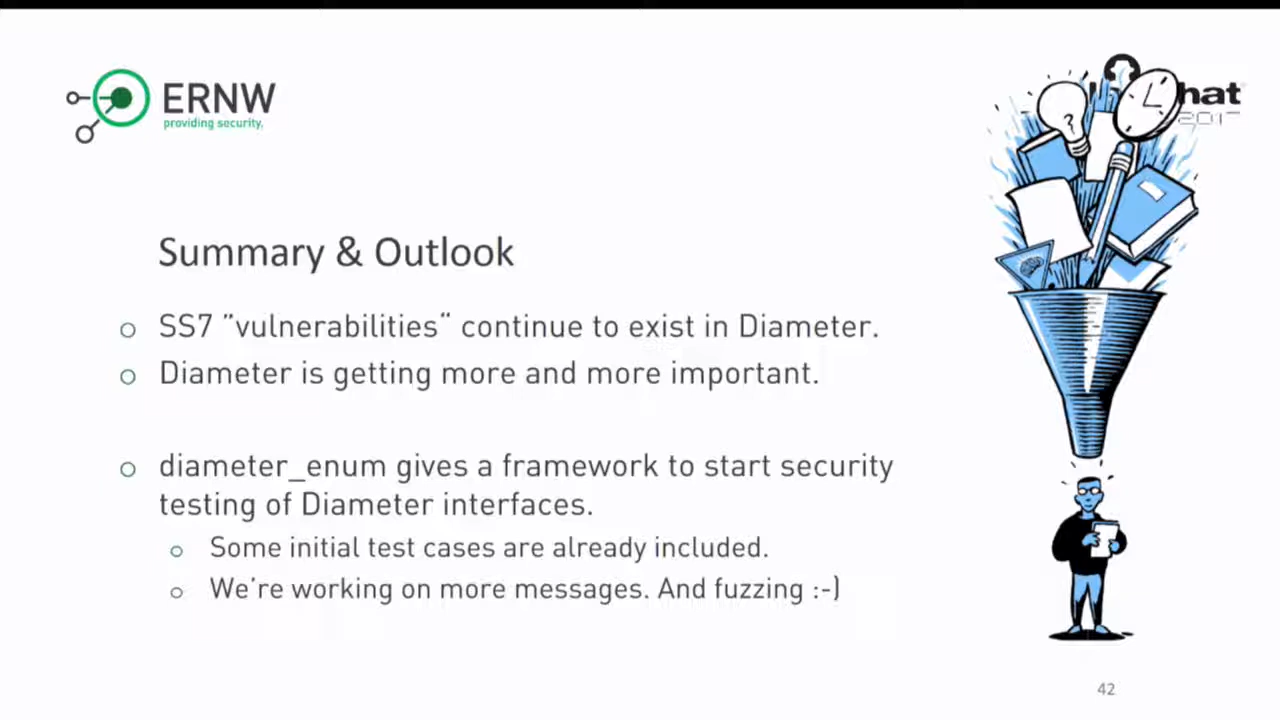 ERNW
providing security.
hat
2017
Summary & Outlook
SS7 ”vulnerabilities“ continue to exist in Diameter.
Diameter is getting more and more important.
diameter_enum gives a framework to start security
testing of Diameter interfaces.
Some initial test cases are already included.
We’re working on more messages. And fuzzing :-)
42